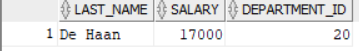 LAST_NAME SALARY DEPARTMENT_ID
1 De Haan 17000 20